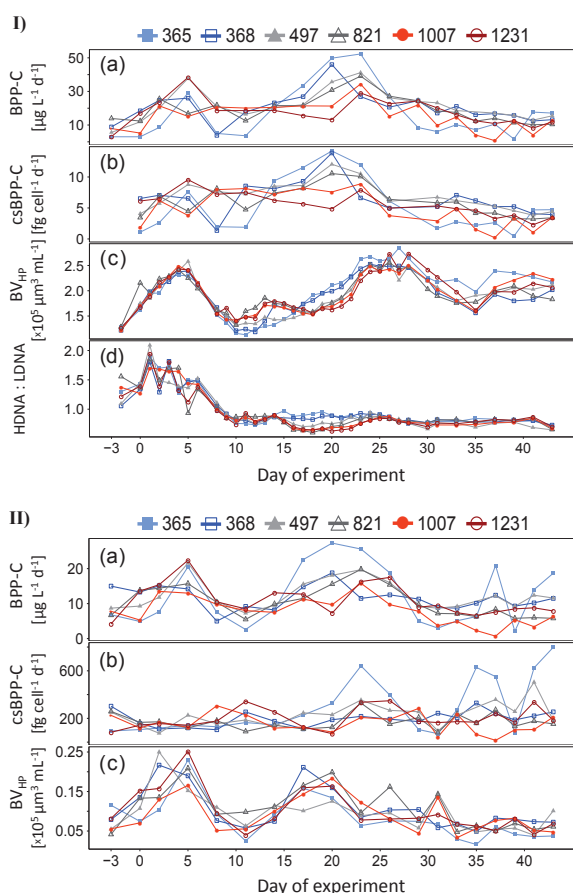 I)
365 368 497 821 1007 1231
(a)
BPP-C
[µg L⁻¹ d⁻¹]
50
30
10
(b)
csBPP-C
[fg cell⁻¹ d⁻¹]
15
10
5
0
(c)
BV_HP
[x10⁵ µm³ mL⁻¹]
2.5
2.0
1.5
(d)
HDNA : LDNA
2.0
1.5
1.0
−3 0 5 10 15 20 25 30 35 40
Day of experiment
II)
365 368 497 821 1007 1231
(a)
BPP-C
[µg L⁻¹ d⁻¹]
20
10
0
(b)
csBPP-C
[fg cell⁻¹ d⁻¹]
600
200
(c)
BV_HP
[x10⁵ µm³ mL⁻¹]
0.25
0.15
0.05
−3 0 5 10 15 20 25 30 35 40
Day of experiment